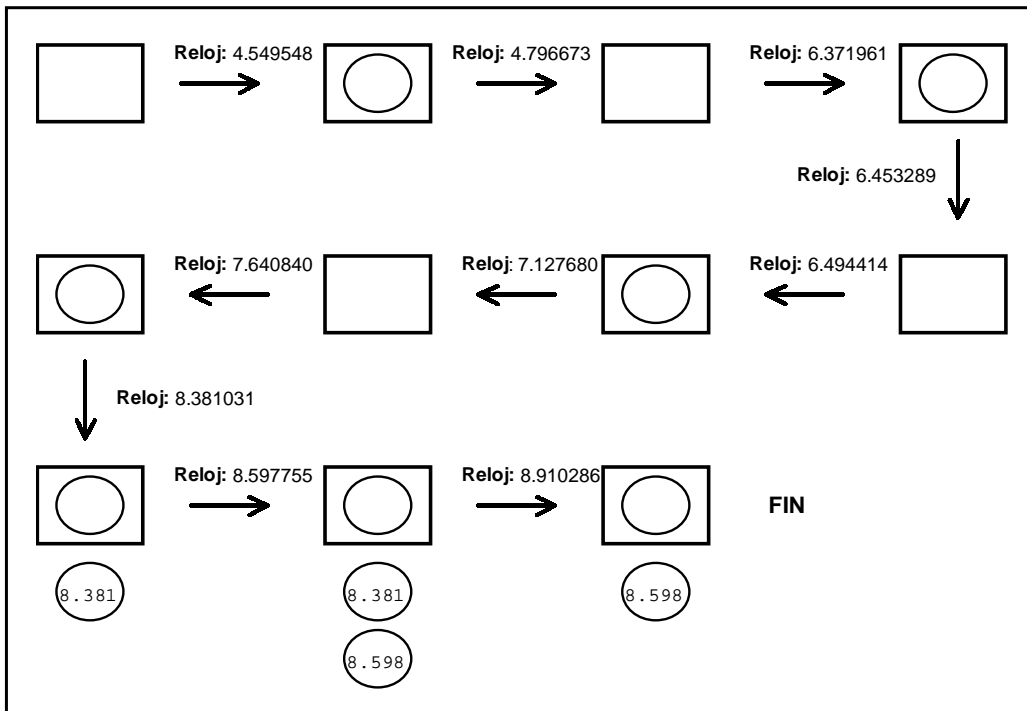 Reloj: 4.549548
Reloj: 4.796673
Reloj: 6.371961
Reloj: 6.453289
Reloj: 7.640840
Reloj: 7.127680
Reloj: 6.494414
Reloj: 8.381031
Reloj: 8.597755
Reloj: 8.910286
FIN
8.381
8.381
8.598
8.598